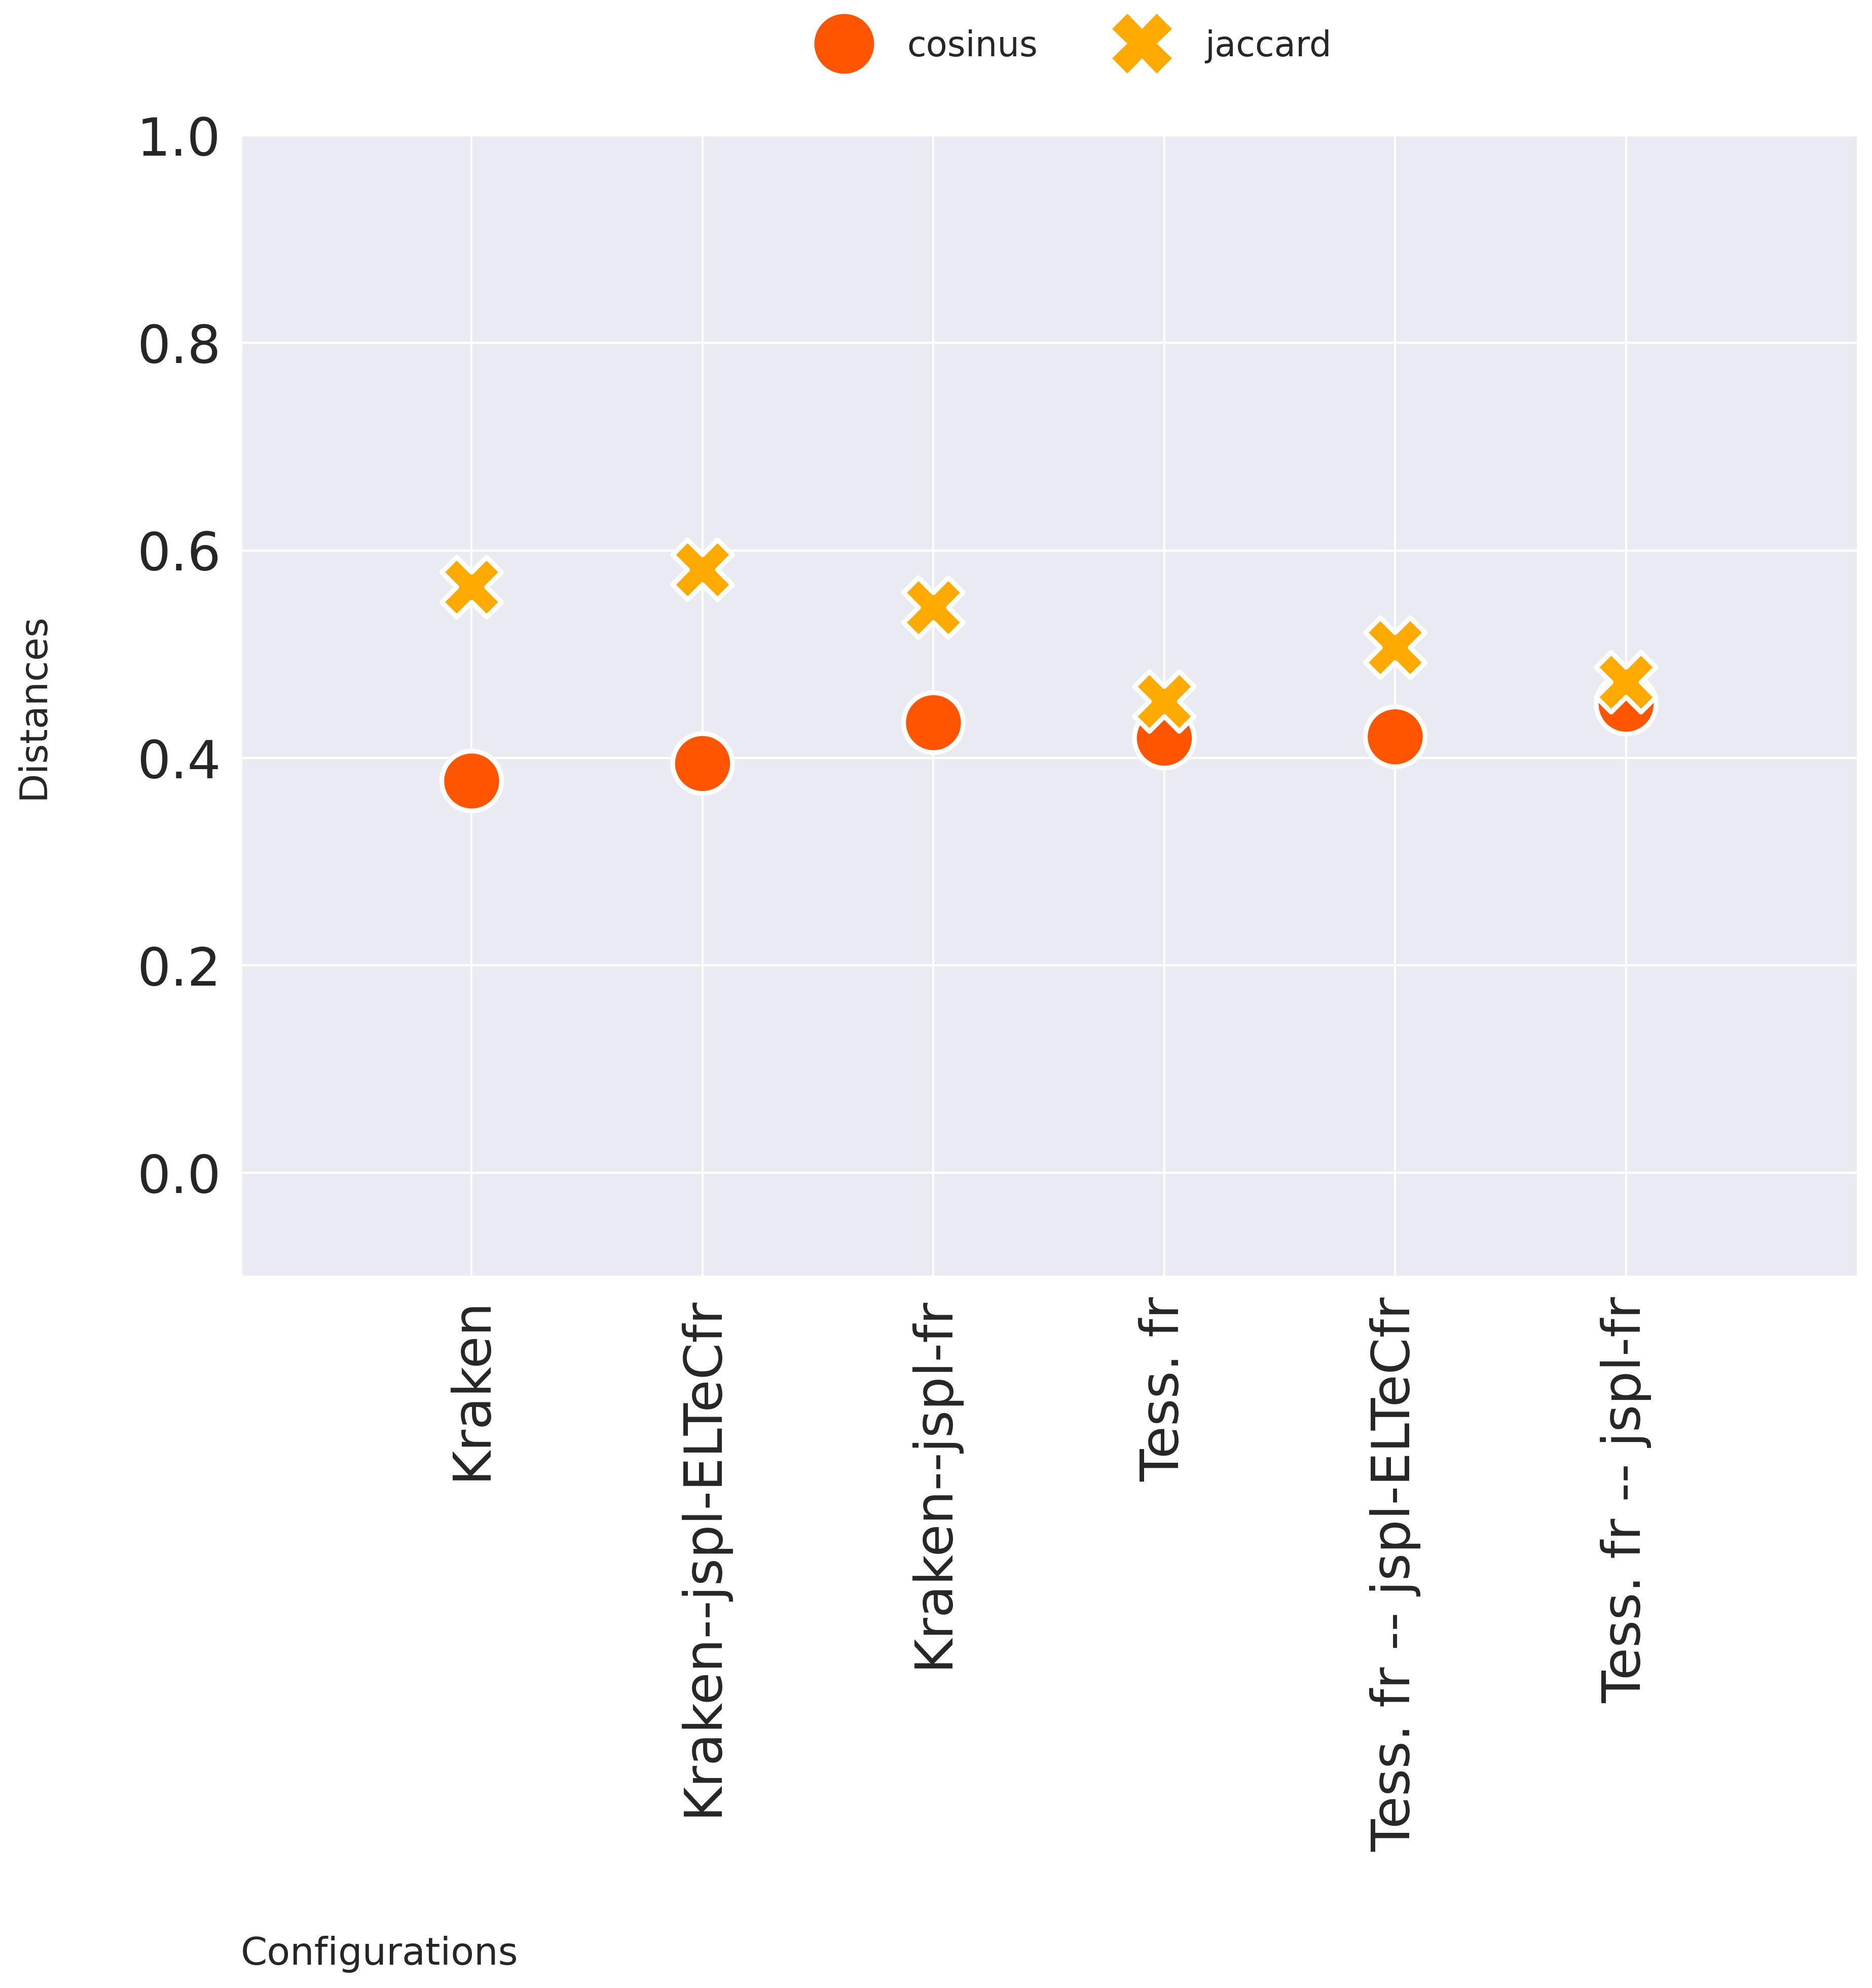 cosinus jaccard
1.0
0.8
0.6
0.4
0.2
0.0
Distances
Kraken
Kraken--jspl-ELTeCfr
Kraken--jspl-fr
Tess. fr
Tess. fr -- jspl-ELTeCfr
Tess. fr -- jspl-fr
Configurations